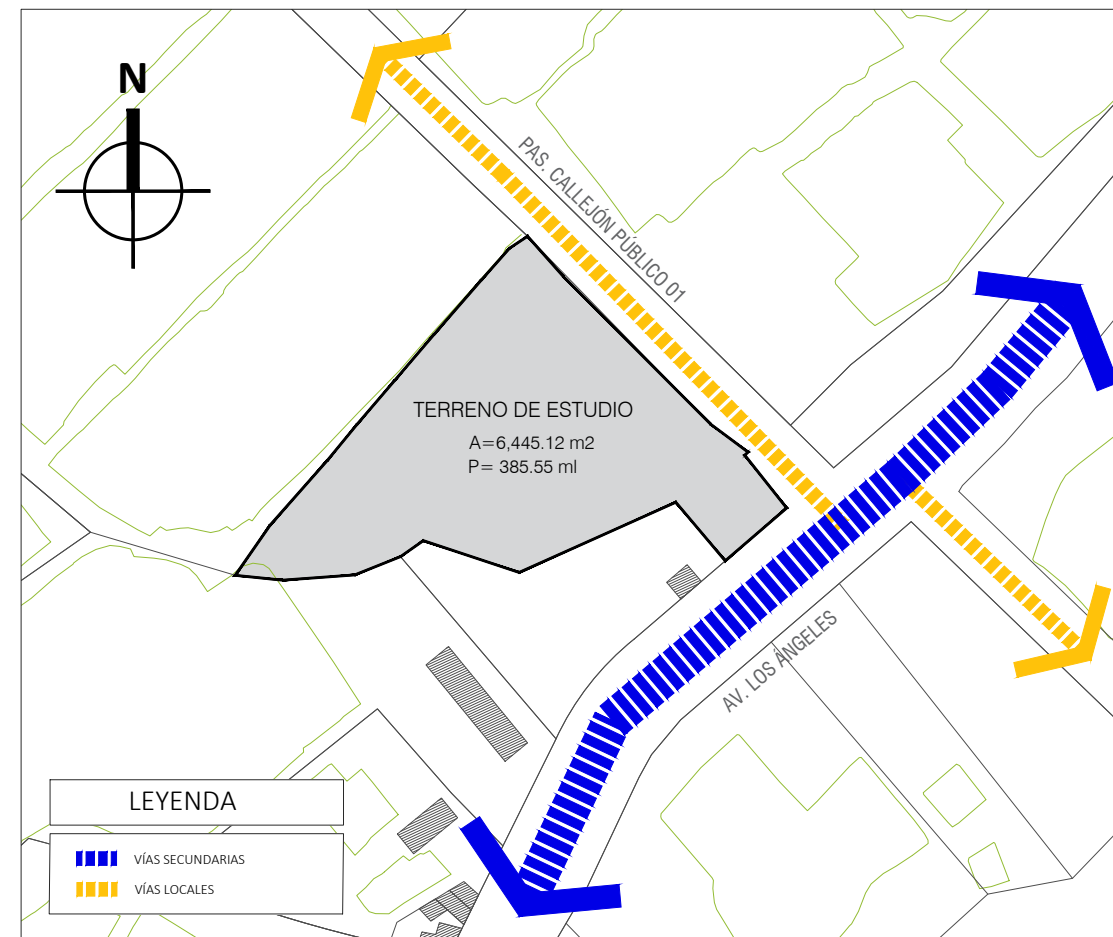 N
PAS. CALLEJÓN PÚBLICO 01
TERRENO DE ESTUDIO
A=6,445.12 m2
P= 385.55 ml
AV. LOS ÁNGELES
LEYENDA
VÍAS SECUNDARIAS
VÍAS LOCALES